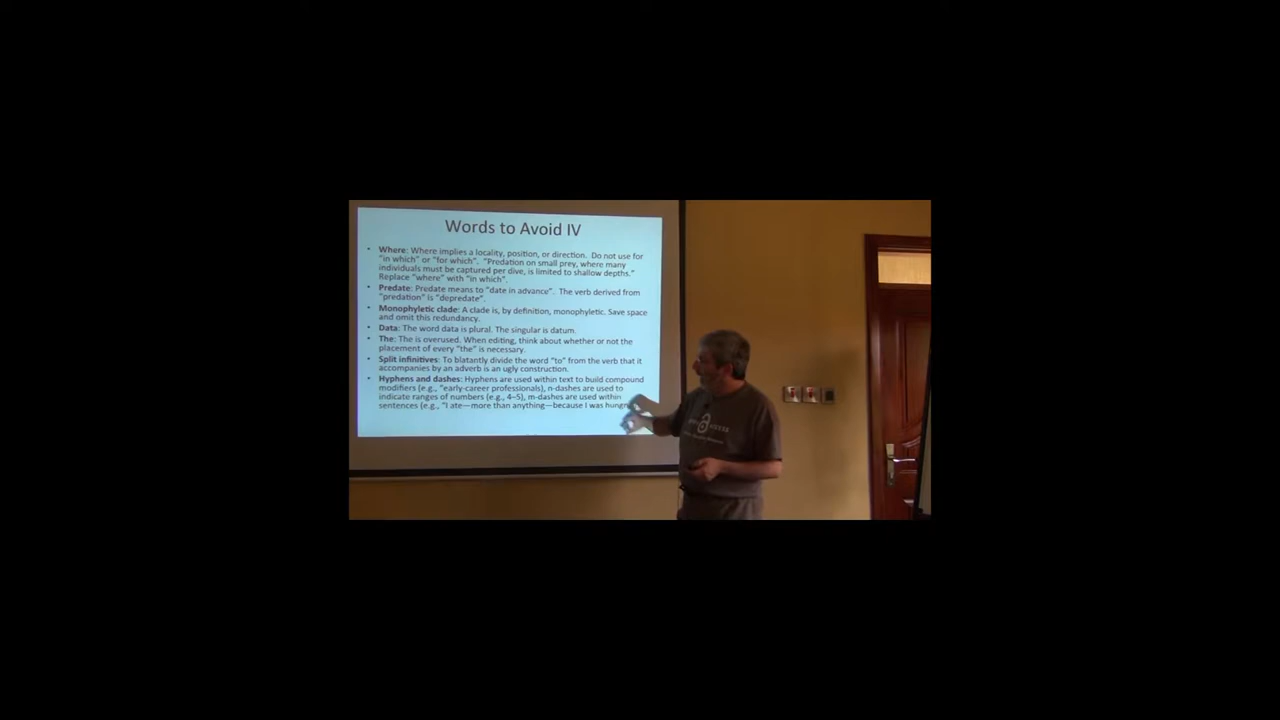 Words to Avoid IV
• Where: Where implies a locality, position, or direction. Do not use for
"in which" or "for which". "Predation on small prey, where many
individuals must be captured per dive, is limited to shallow depths."
Replace "where" with "in which".
• Predate: Predate means to "date in advance". The verb derived from
"predation" is "depredate".
• Monophyletic clade: A clade is, by definition, monophyletic. Save space
and omit this redundancy.
• Data: The word data is plural. The singular is datum.
• The: The is overused. When editing, think about whether or not the
placement of every "the" is necessary.
• Split infinitives: To blatantly divide the word "to" from the verb that it
accompanies by an adverb is an ugly construction.
• Hyphens and dashes: Hyphens are used within text to build compound
modifiers (e.g., "early-career professionals), n-dashes are used to
indicate ranges of numbers (e.g., 4–5), m-dashes are used within
sentences (e.g., "I ate—more than anything—because I was hungr